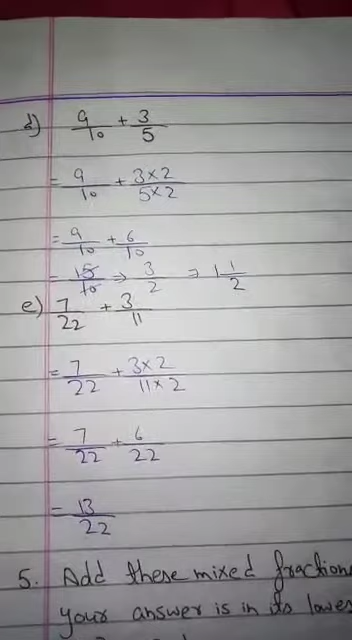 d) 9/10 + 3/5
= 9/10 + 3×2/5×2
= 9/10 + 6/10
= 15/10 ⇒ 3/2 ⇒ 1 1/2
e) 7/22 + 3/11
= 7/22 + 3×2/11×2
= 7/22 + 6/22
= 13/22
5. Add these mixed fractions
your answer is in its